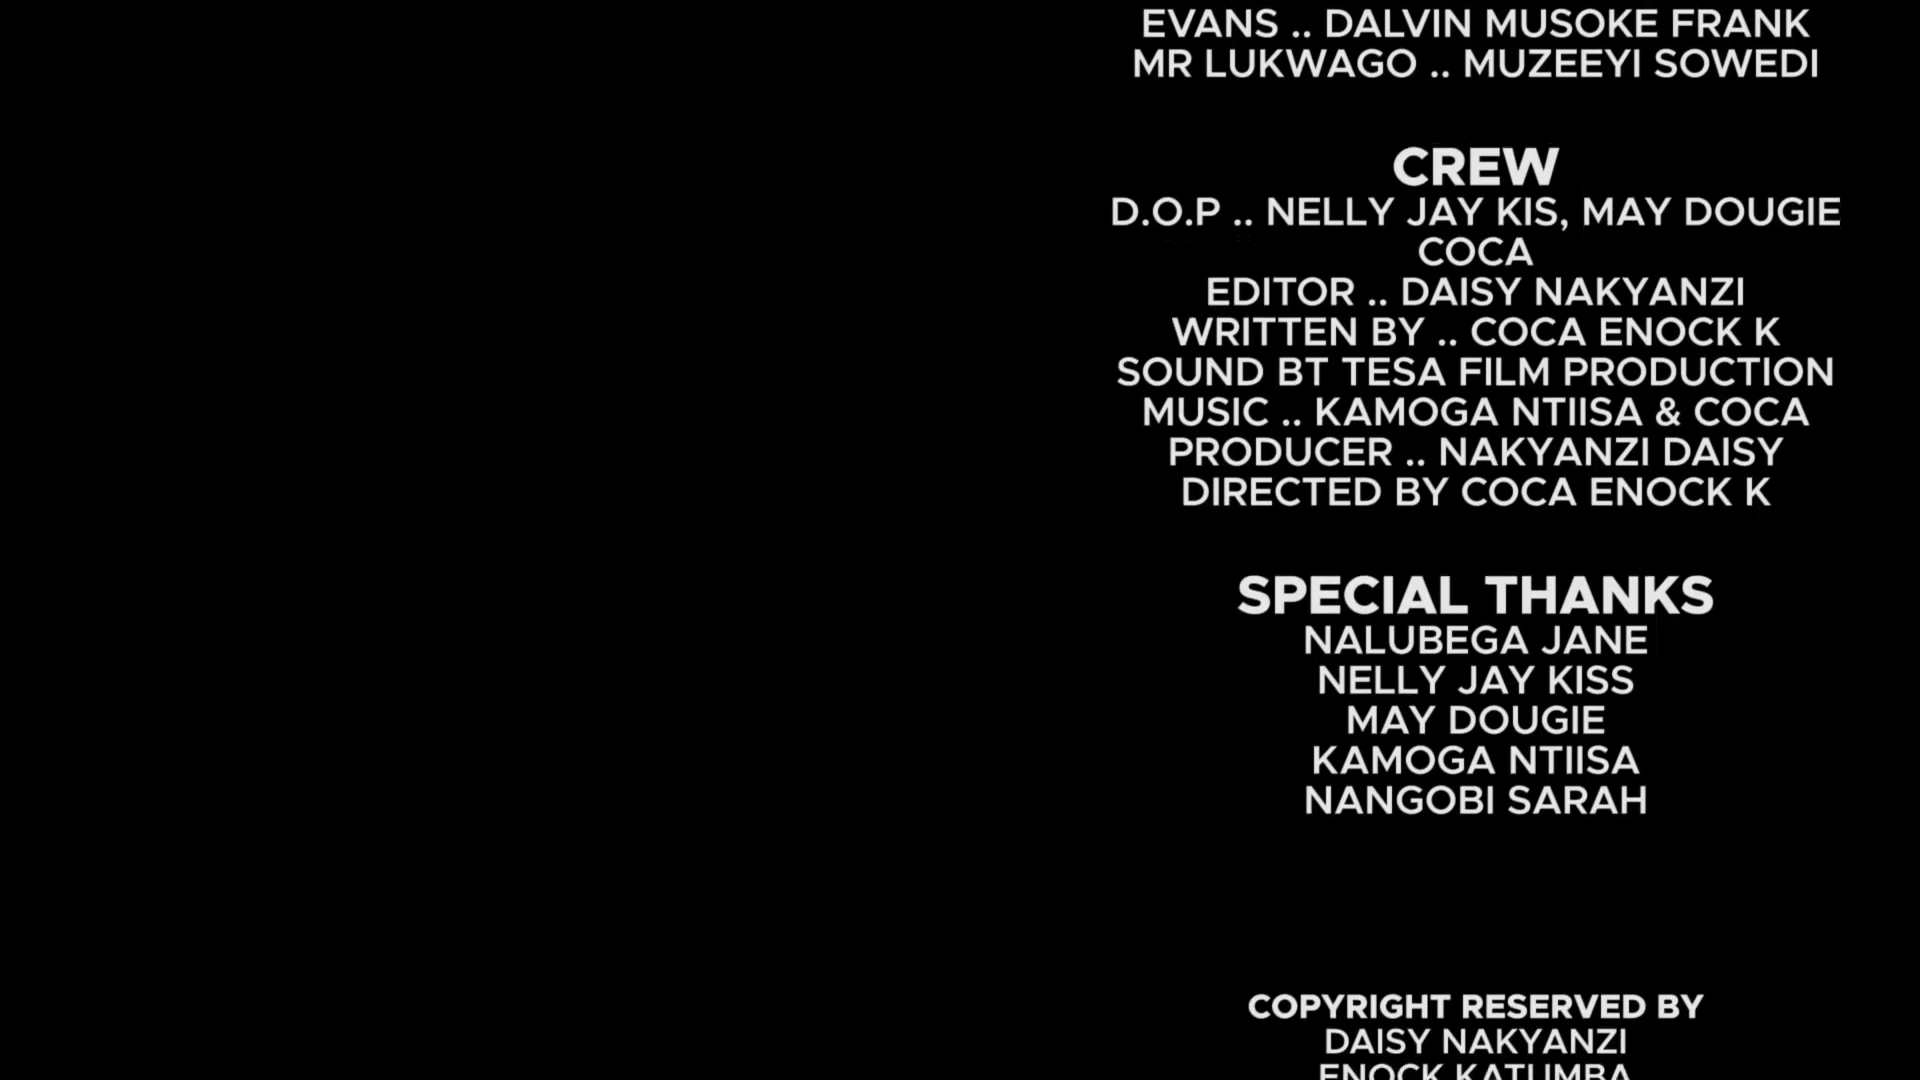 EVANS .. DALVIN MUSOKE FRANK
MR LUKWAGO .. MUZEEYI SOWEDI
CREW
D.O.P .. NELLY JAY KIS, MAY DOUGIE
COCA
EDITOR .. DAISY NAKYANZI
WRITTEN BY .. COCA ENOCK K
SOUND BT TESA FILM PRODUCTION
MUSIC .. KAMOGA NTIISA & COCA
PRODUCER .. NAKYANZI DAISY
DIRECTED BY COCA ENOCK K
SPECIAL THANKS
NALUBEGA JANE
NELLY JAY KISS
MAY DOUGIE
KAMOGA NTIISA
NANGOBI SARAH
COPYRIGHT RESERVED BY
DAISY NAKYANZI
ENOCK KATUMBA